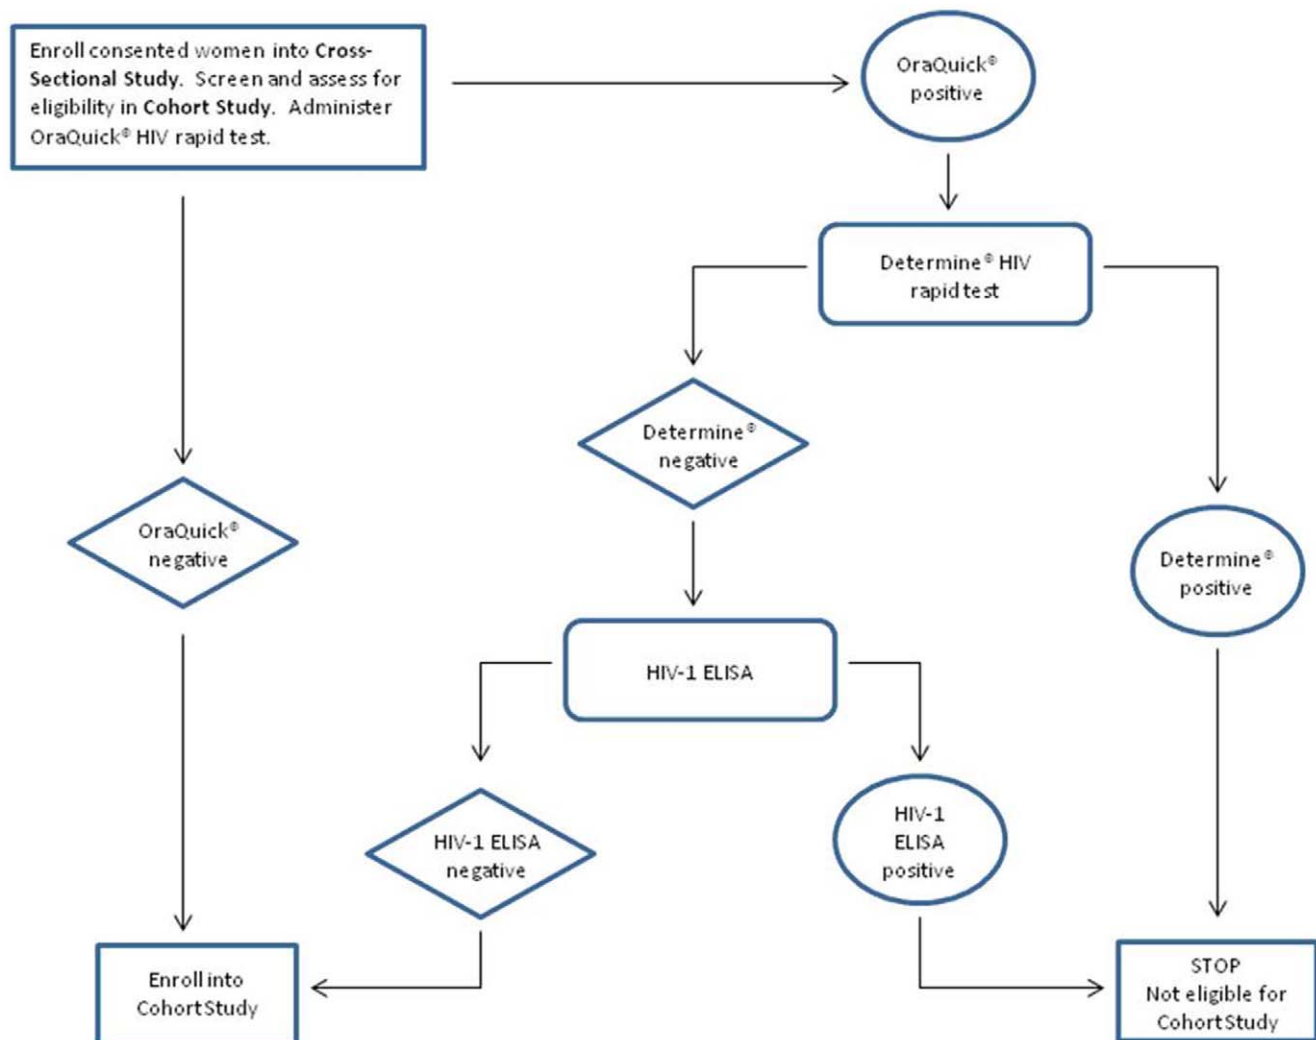 Enroll consented women into Cross-
Sectional Study. Screen and assess for
eligibility in Cohort Study. Administer
OraQuick® HIV rapid test.
OraQuick®
positive
Determine® HIV
rapid test
Determine®
negative
OraQuick®
negative
Determine®
positive
HIV-1 ELISA
HIV-1 ELISA
negative
HIV-1
ELISA
positive
Enroll into
Cohort Study
STOP
Not eligible for
Cohort Study